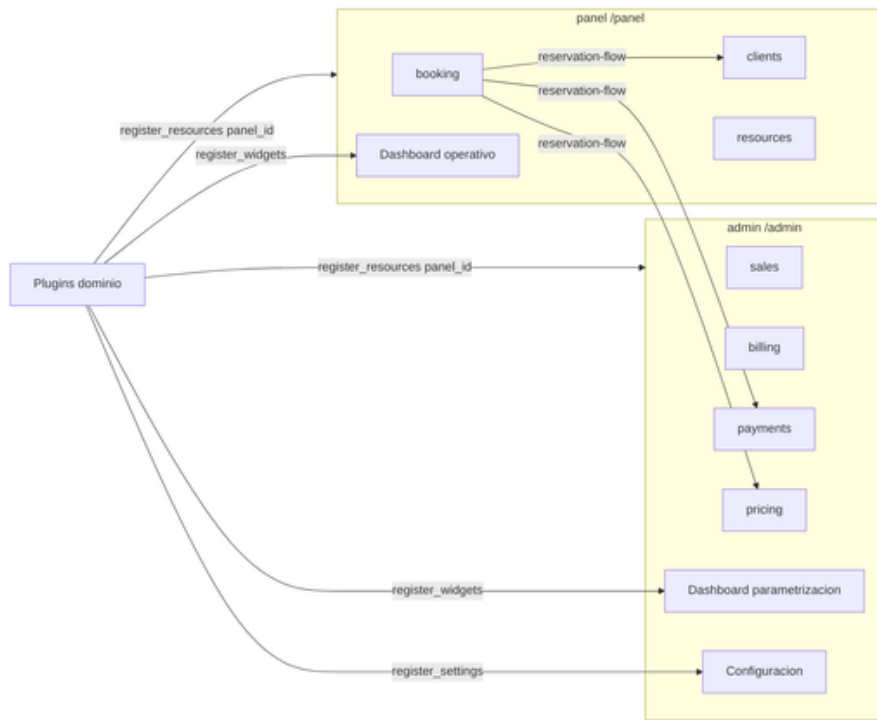 panel /panel
booking
reservation-flow
clients
reservation-flow
register_resources panel_id
resources
reservation-flow
register_widgets
Dashboard operativo
admin /admin
register_resources panel_id
sales
Plugins dominio
billing
payments
pricing
register_widgets
Dashboard parametrizacion
register_settings
Configuracion